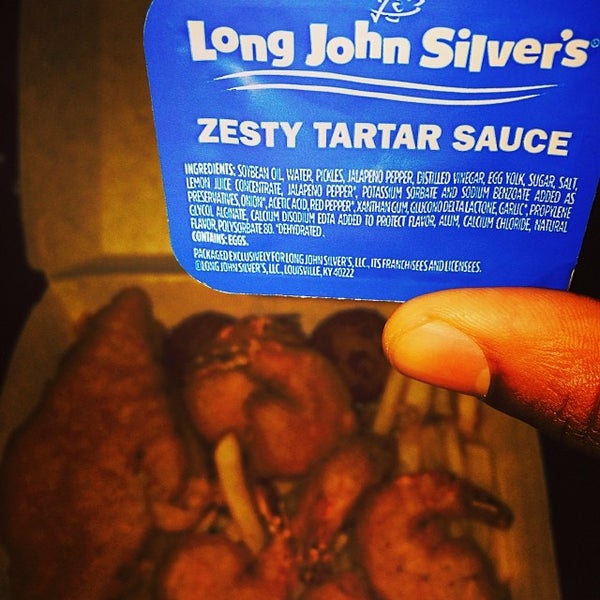 Long John Silver's®
ZESTY TARTAR SAUCE
INGREDIENTS: SOYBEAN OIL, WATER, PICKLES, JALAPENO PEPPER, DISTILLED VINEGAR, EGG YOLK, SUGAR, SALT,
LEMON JUICE CONCENTRATE, JALAPENO PEPPER*, POTASSIUM SORBATE AND SODIUM BENZOATE ADDED AS
PRESERVATIVES, ONION*, ACETIC ACID, RED PEPPER*, XANTHAN GUM, GLUCONO DELTA LACTONE, GARLIC*, PROPYLENE
GLYCOL ALGINATE, CALCIUM DISODIUM EDTA ADDED TO PROTECT FLAVOR, ALUM, CALCIUM CHLORIDE, NATURAL
FLAVOR, POLYSORBATE 80. *DEHYDRATED.
CONTAINS: EGGS.
PACKAGED EXCLUSIVELY FOR LONG JOHN SILVER'S, LLC., ITS FRANCHISEES AND LICENSEES.
©LONG JOHN SILVER'S, LLC., LOUISVILLE, KY 40222